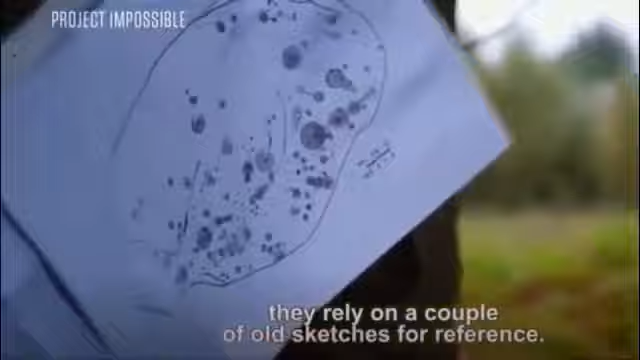 PROJECT IMPOSSIBLE
they rely on a couple
of old sketches for reference.